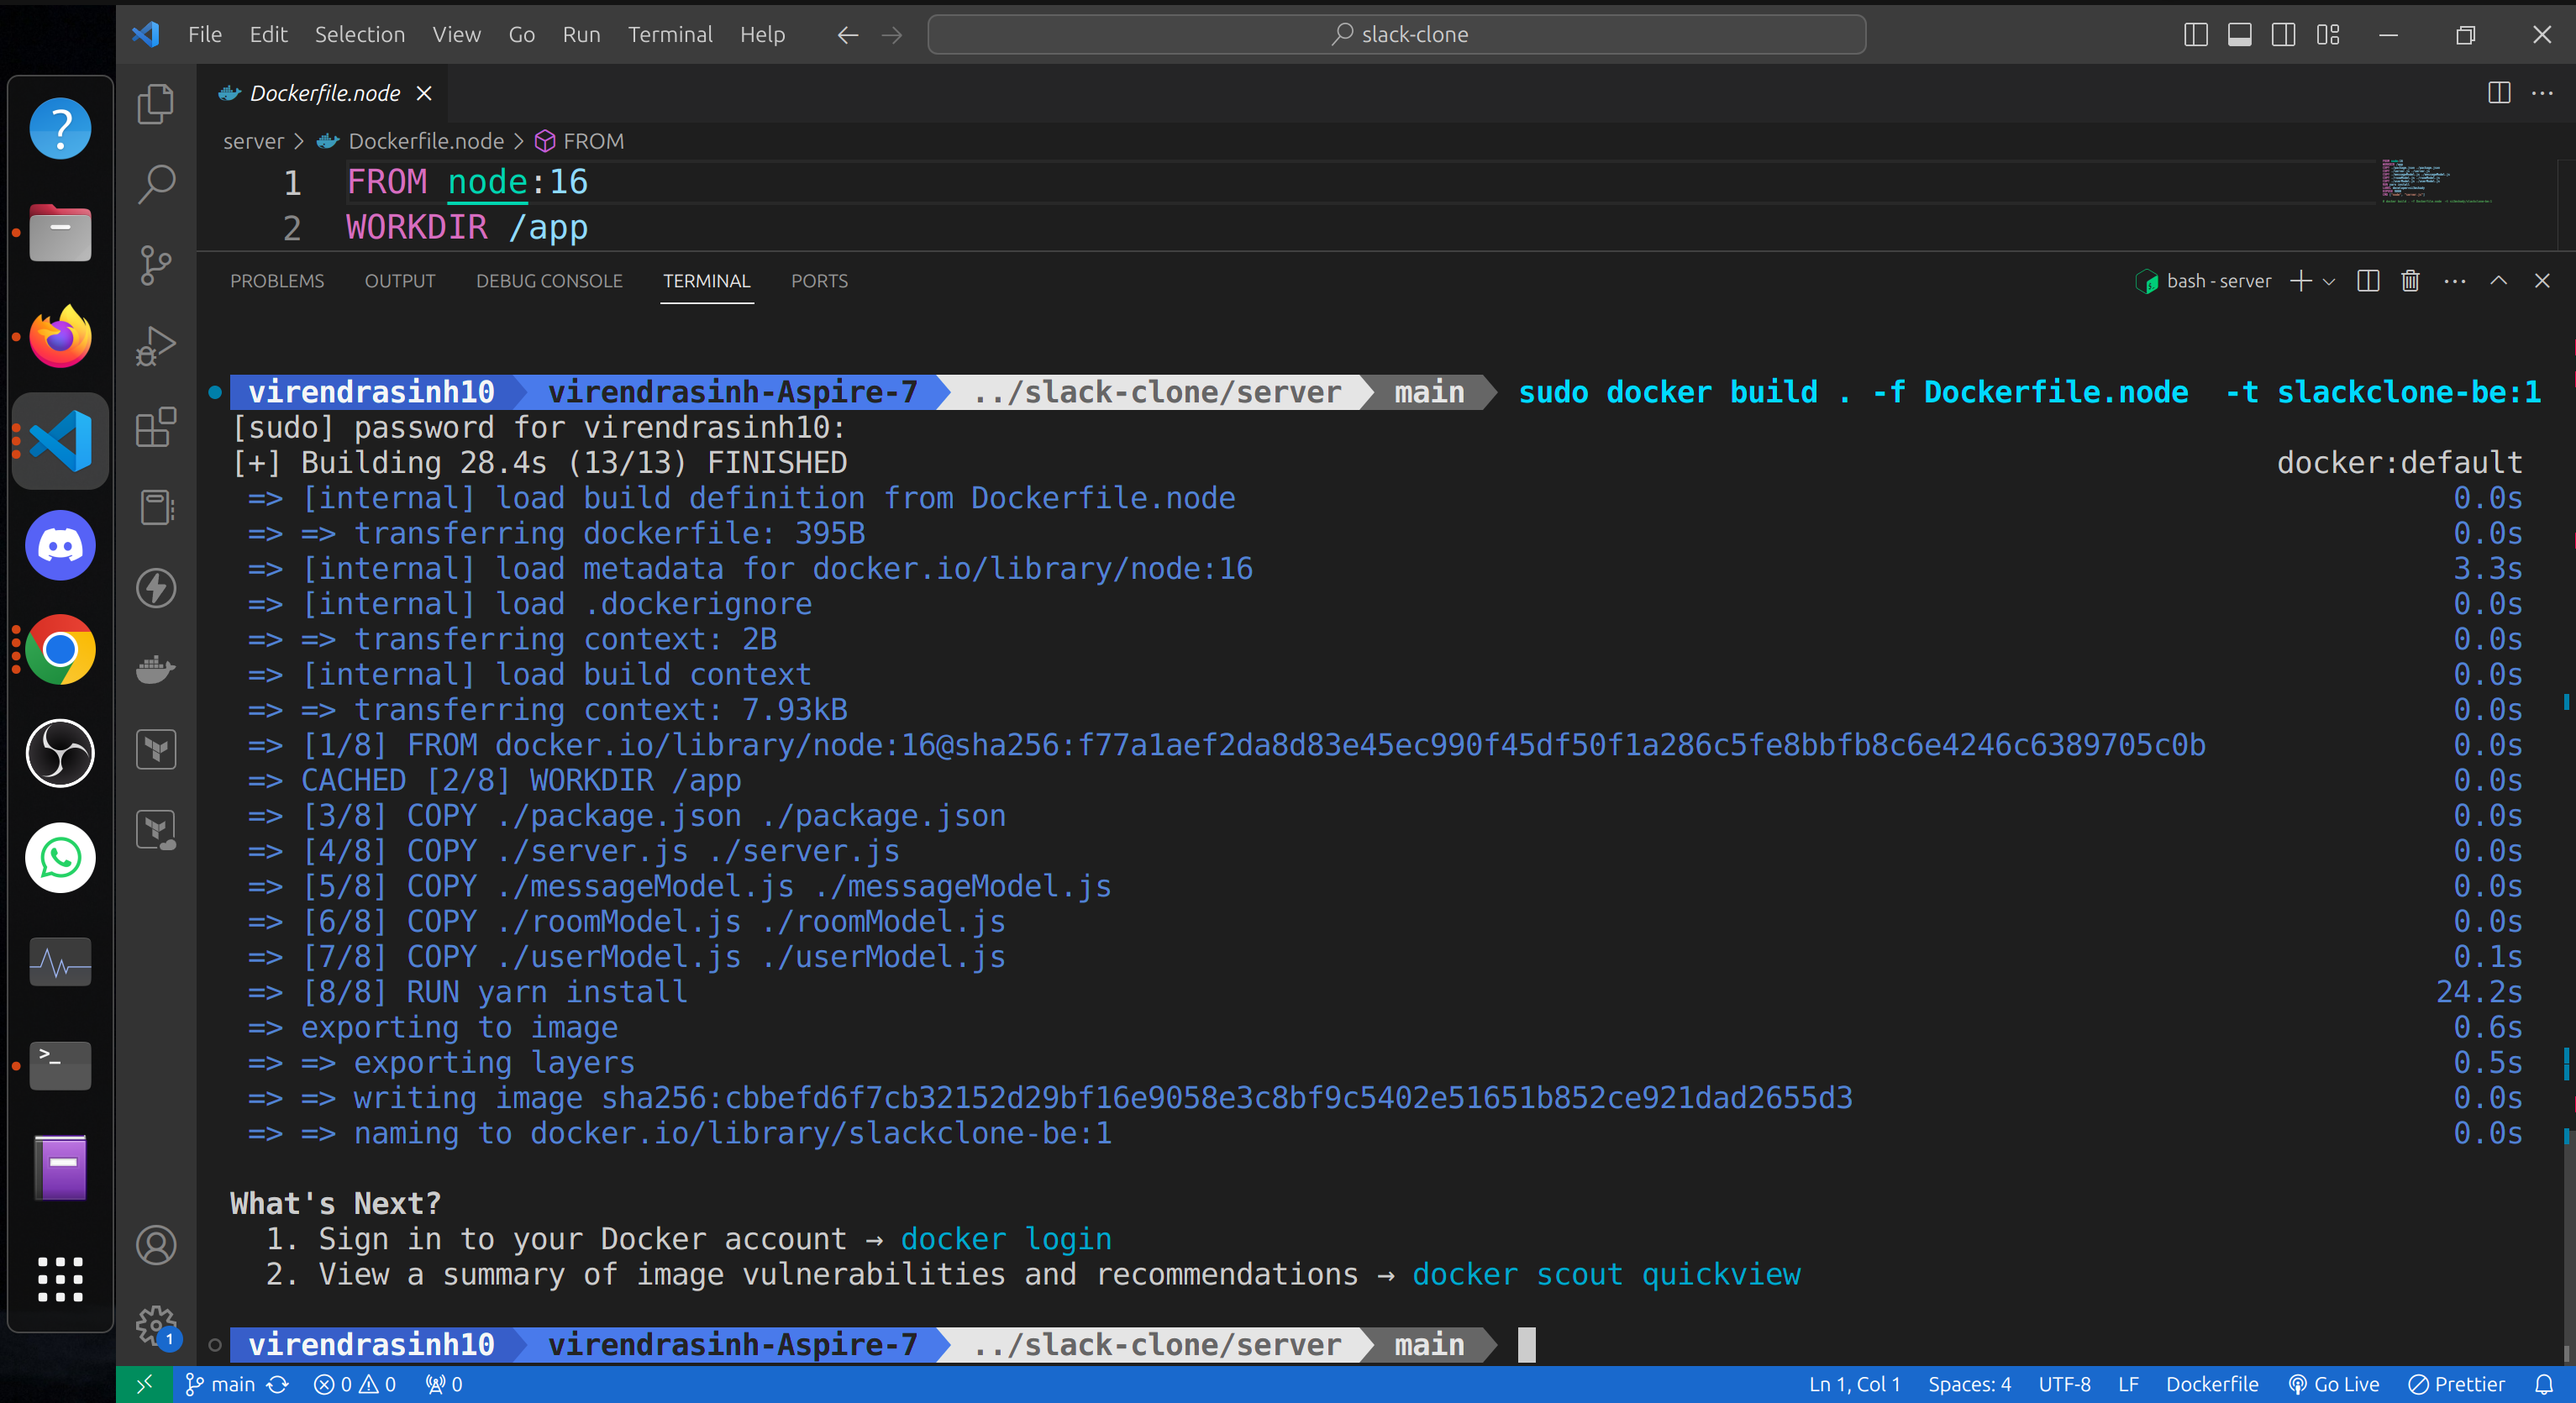 File Edit Selection View Go Run Terminal Help slack-clone
Dockerfile.node
server > Dockerfile.node > FROM
1 FROM node:16
2 WORKDIR /app
PROBLEMS OUTPUT DEBUG CONSOLE TERMINAL PORTS bash - server
virendrasinh10 virendrasinh-Aspire-7 ../slack-clone/server main sudo docker build . -f Dockerfile.node -t slackclone-be:1
[sudo] password for virendrasinh10:
[+] Building 28.4s (13/13) FINISHED docker:default
=> [internal] load build definition from Dockerfile.node 0.0s
=> => transferring dockerfile: 395B 0.0s
=> [internal] load metadata for docker.io/library/node:16 3.3s
=> [internal] load .dockerignore 0.0s
=> => transferring context: 2B 0.0s
=> [internal] load build context 0.0s
=> => transferring context: 7.93kB 0.0s
=> [1/8] FROM docker.io/library/node:16@sha256:f77a1aef2da8d83e45ec990f45df50f1a286c5fe8bbfb8c6e4246c6389705c0b 0.0s
=> CACHED [2/8] WORKDIR /app 0.0s
=> [3/8] COPY ./package.json ./package.json 0.0s
=> [4/8] COPY ./server.js ./server.js 0.0s
=> [5/8] COPY ./messageModel.js ./messageModel.js 0.0s
=> [6/8] COPY ./roomModel.js ./roomModel.js 0.0s
=> [7/8] COPY ./userModel.js ./userModel.js 0.1s
=> [8/8] RUN yarn install 24.2s
=> exporting to image 0.6s
=> => exporting layers 0.5s
=> => writing image sha256:cbbefd6f7cb32152d29bf16e9058e3c8bf9c5402e51651b852ce921dad2655d3 0.0s
=> => naming to docker.io/library/slackclone-be:1 0.0s
What's Next?
1. Sign in to your Docker account → docker login
2. View a summary of image vulnerabilities and recommendations → docker scout quickview
virendrasinh10 virendrasinh-Aspire-7 ../slack-clone/server main
1
main 0 0 0 Ln 1, Col 1 Spaces: 4 UTF-8 LF Dockerfile Go Live Prettier